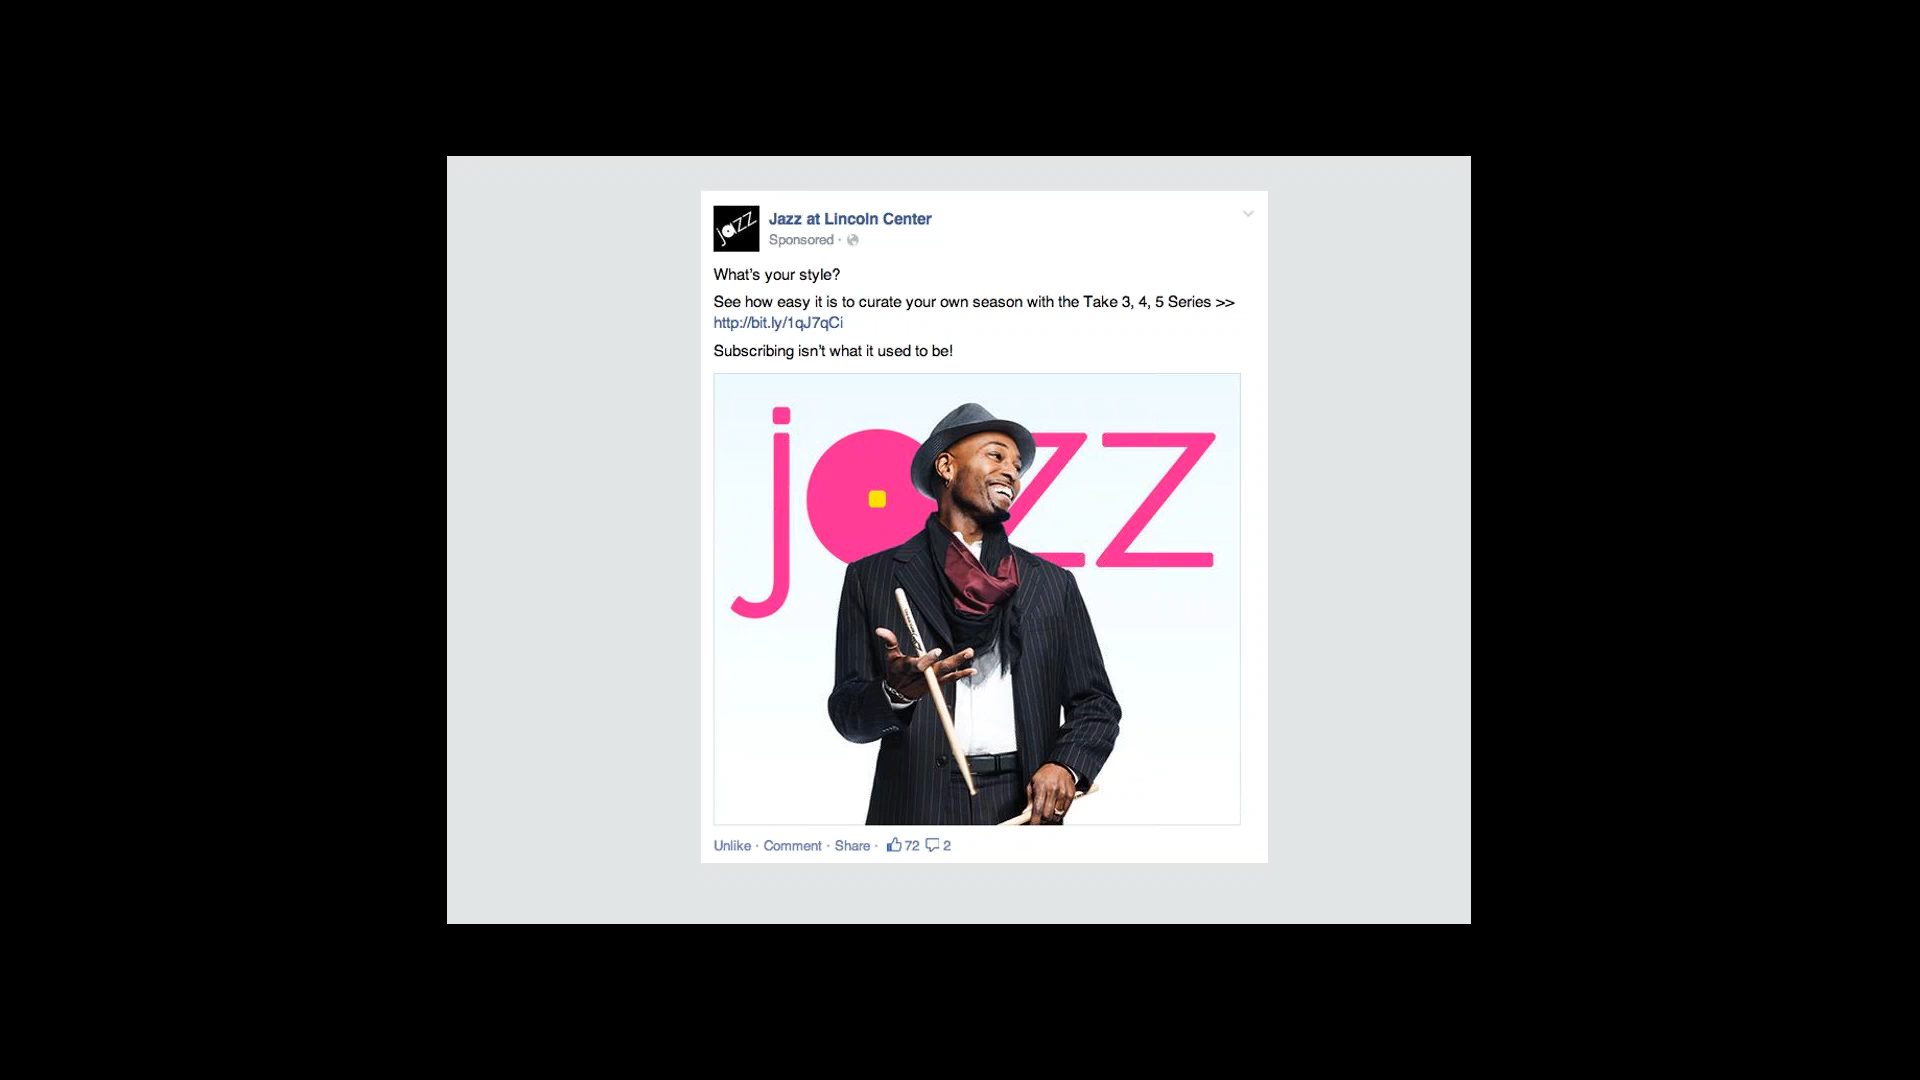 jazz
Jazz at Lincoln Center
Sponsored ·
What's your style?
See how easy it is to curate your own season with the Take 3, 4, 5 Series >>
http://bit.ly/1qJ7qCi
Subscribing isn't what it used to be!
jazz
Unlike · Comment · Share · 72 2